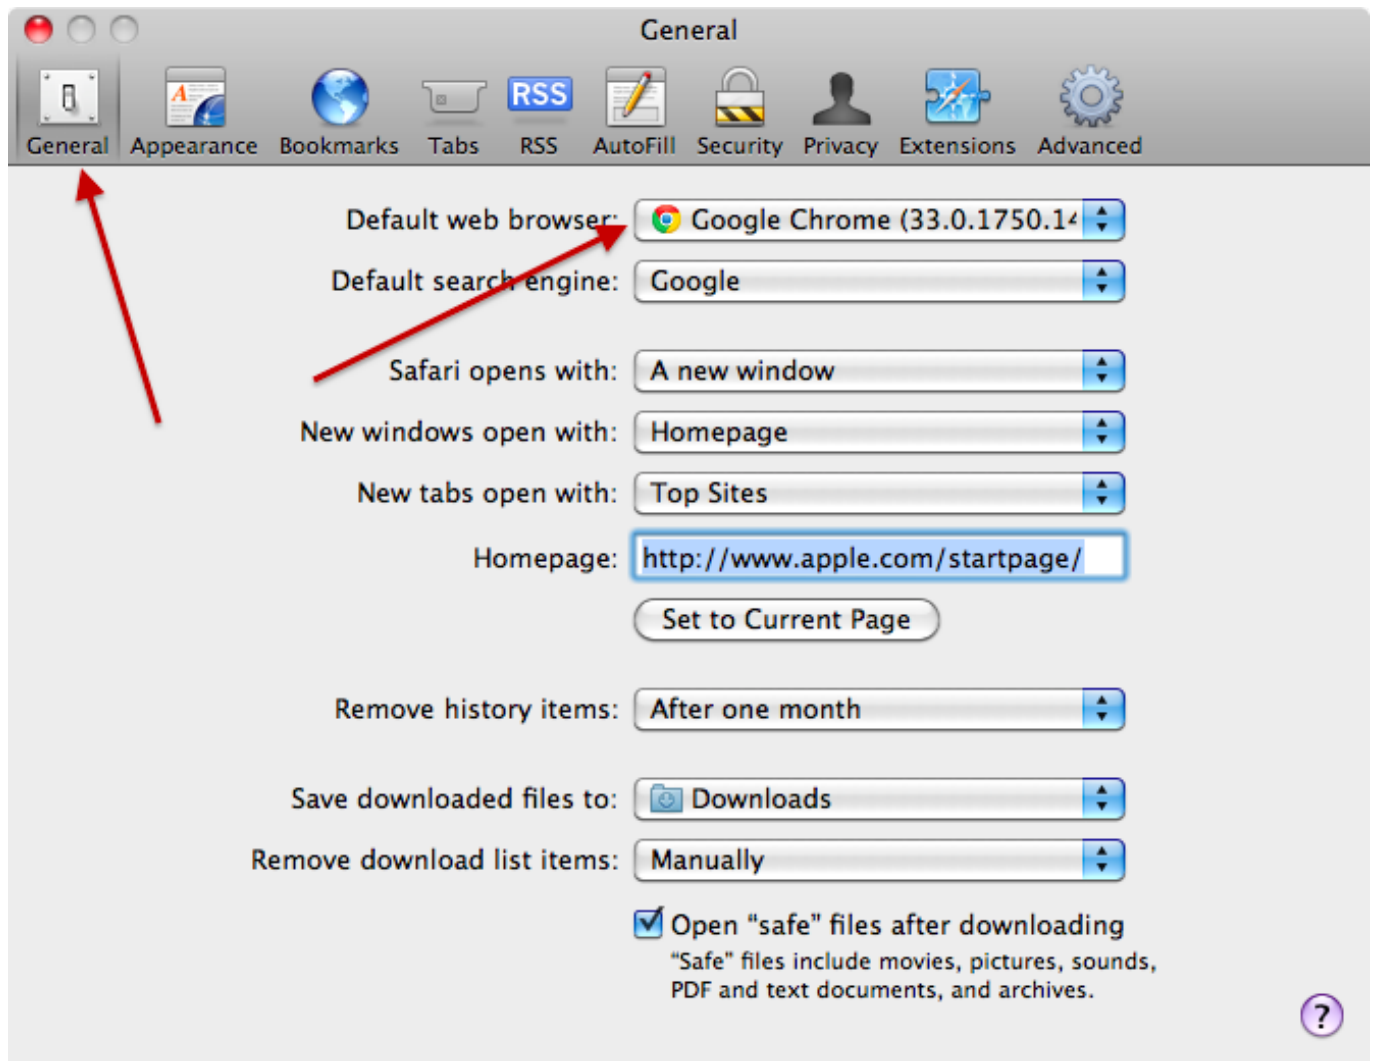 General
General Appearance Bookmarks Tabs RSS RSS AutoFill Security Privacy Extensions Advanced
Default web browser: Google Chrome (33.0.1750.14
Default search engine: Google
Safari opens with: A new window
New windows open with: Homepage
New tabs open with: Top Sites
Homepage: http://www.apple.com/startpage/
Set to Current Page
Remove history items: After one month
Save downloaded files to: Downloads
Remove download list items: Manually
Open “safe” files after downloading
“Safe” files include movies, pictures, sounds,
PDF and text documents, and archives.
?